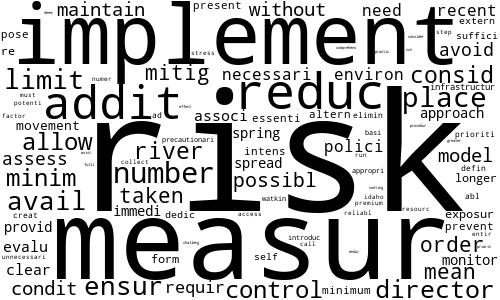 present
maintain without need recent
pose implement extern
re suffici
stress step avoid
limit mitig necessari environ consid
numer infrastructur
must addit reduc place
potenti associ essenti altern elimin
factor ad effect approach
movement precautionari spring basi
allow river polici prioriti
assess intens model
minim number spread run defin
collect possibl appropri longer
avail taken risk contng
idaho abl
creat immedi dedic watkin premium resourc exposur
provid measur access reliabl prevent
evalu introduc order entir
challeng call monitor
unnecessari
clear form self mean
condit ensur requir control minimum director